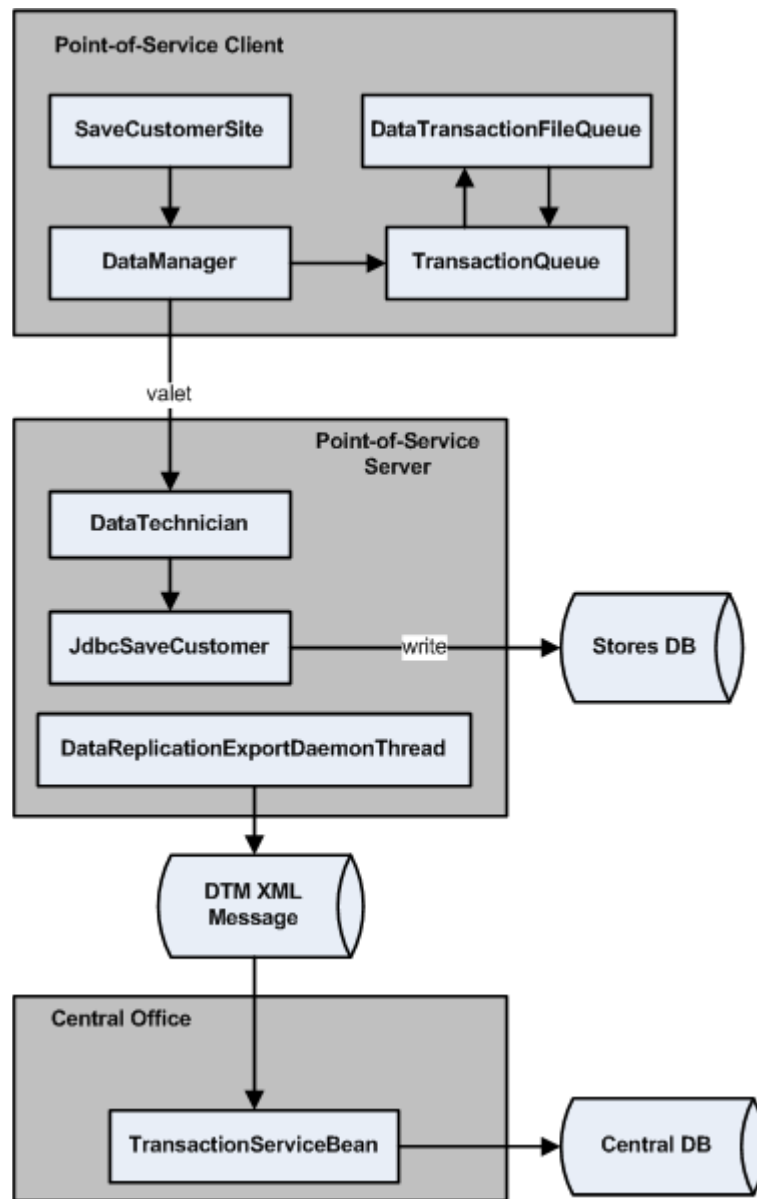 Point-of-Service Client
SaveCustomerSite
DataTransactionFileQueue
DataManager
TransactionQueue
valet
Point-of-Service
Server
DataTechnician
JdbcSaveCustomer
write
Stores DB
DataReplicationExportDaemonThread
DTM XML
Message
Central Office
TransactionServiceBean
Central DB